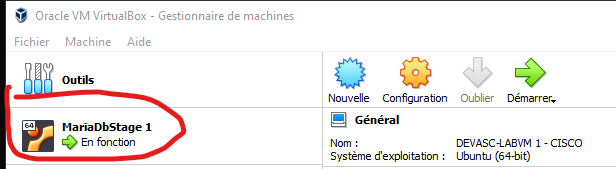 Oracle VM VirtualBox - Gestionnaire de machines
Fichier Machine Aide
Outils
Nouvelle Configuration Oublier Démarrer
64
MariaDbStage 1
En fonction
Général
Nom : DEVASC-LABVM 1 - CISCO
Système d'exploitation : Ubuntu (64-bit)